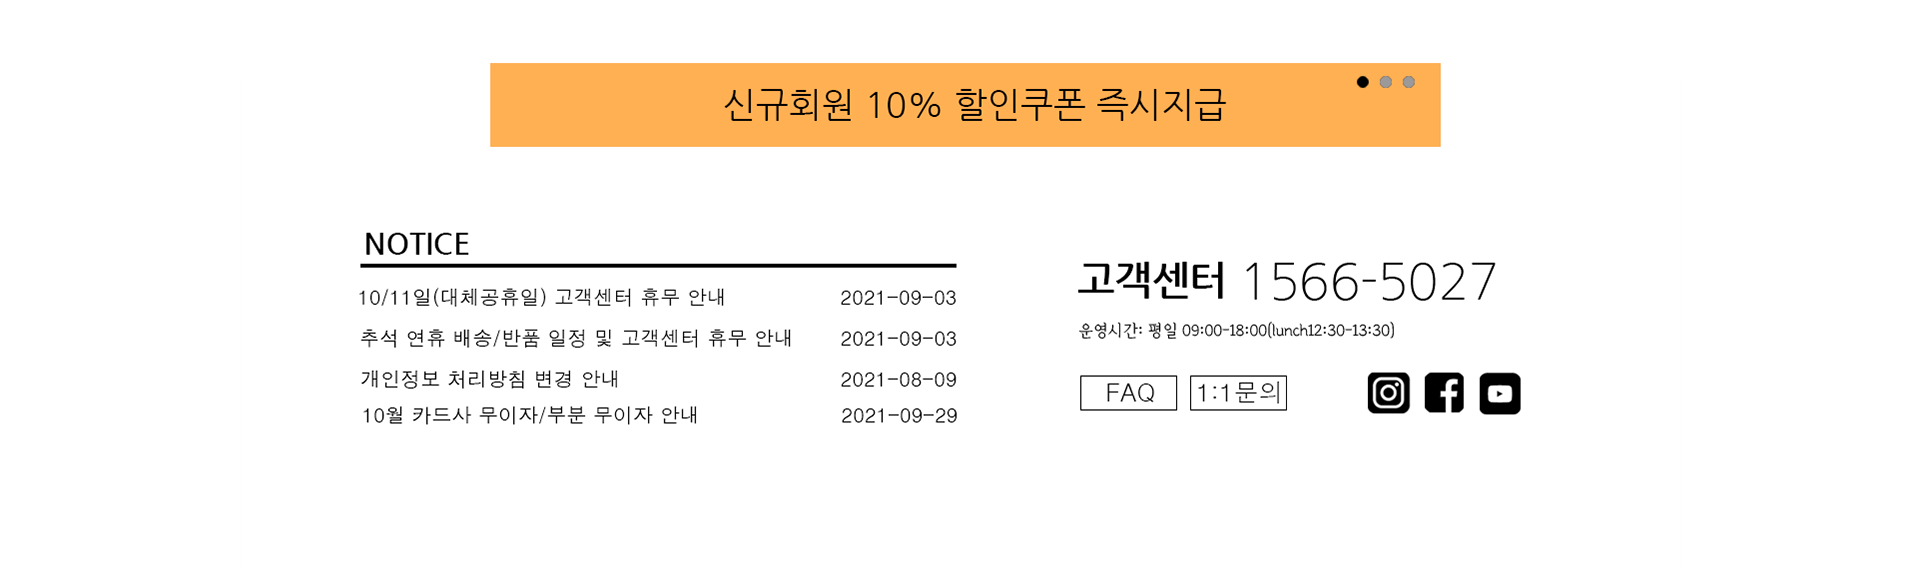 신규회원 10% 할인쿠폰 즉시지급
NOTICE
10/11일(대체공휴일) 고객센터 휴무 안내 2021-09-03
추석 연휴 배송/반품 일정 및 고객센터 휴무 안내 2021-09-03
개인정보 처리방침 변경 안내 2021-08-09
10월 카드사 무이자/부분 무이자 안내 2021-09-29
고객센터 1566-5027
운영시간: 평일 09:00-18:00(lunch12:30-13:30)
FAQ 1:1문의